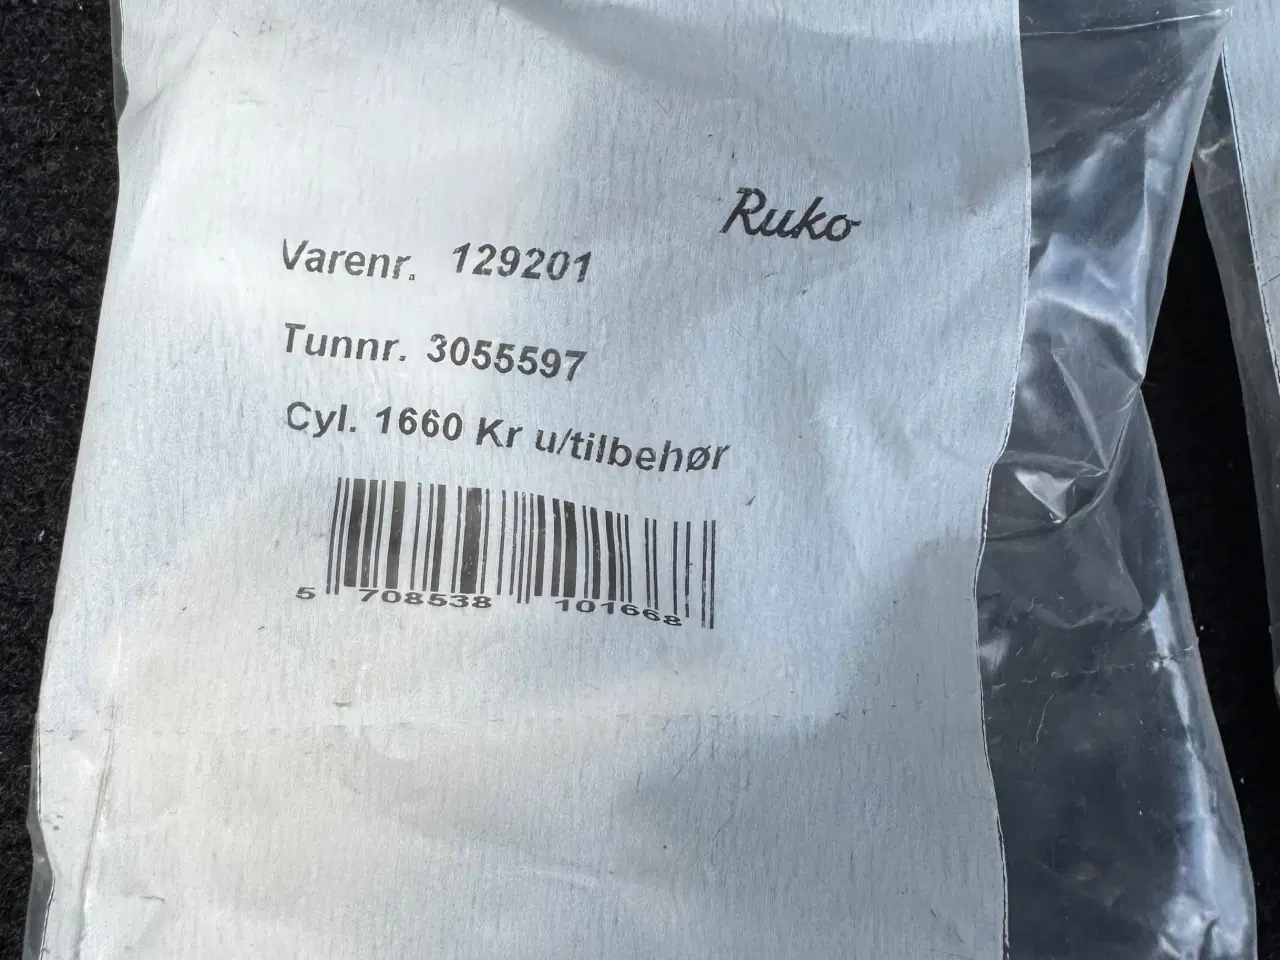 Ruko
Varenr. 129201
Tunnr. 3055597
Cyl. 1660 Kr u/tilbehør
5 708538 101668